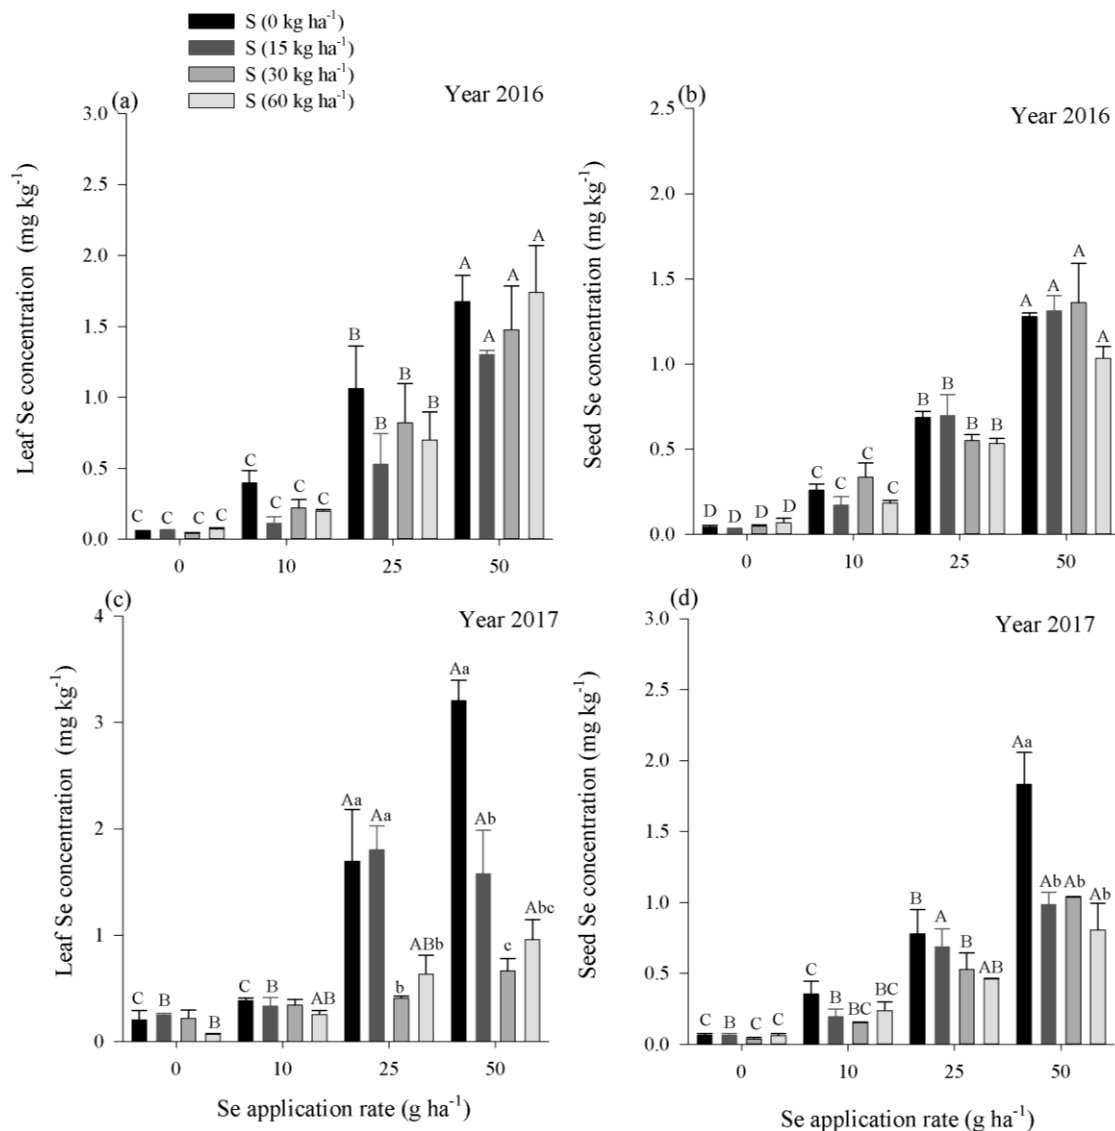 S (0 kg ha⁻¹)
S (15 kg ha⁻¹)
S (30 kg ha⁻¹)
S (60 kg ha⁻¹)
(a)
Year 2016
Leaf Se concentration (mg kg⁻¹)
3.0
2.5
2.0
1.5
1.0
0.5
0.0
C C C C
C C C C
B B B B
A A A A
0 10 25 50
(b)
Year 2016
Seed Se concentration (mg kg⁻¹)
2.5
2.0
1.5
1.0
0.5
0.0
D D D D
C C C C
B B B B
A A A A
0 10 25 50
(c)
Year 2017
Leaf Se concentration (mg kg⁻¹)
4
3
2
1
0
C B B
C B AB
Aa Aa b ABb
Aa Ab c Abc
0 10 25 50
Se application rate (g ha⁻¹)
(d)
Year 2017
Seed Se concentration (mg kg⁻¹)
3.0
2.5
2.0
1.5
1.0
0.5
0.0
C B C C
C B BC BC
B A B AB
Aa Ab Ab Ab
0 10 25 50
Se application rate (g ha⁻¹)